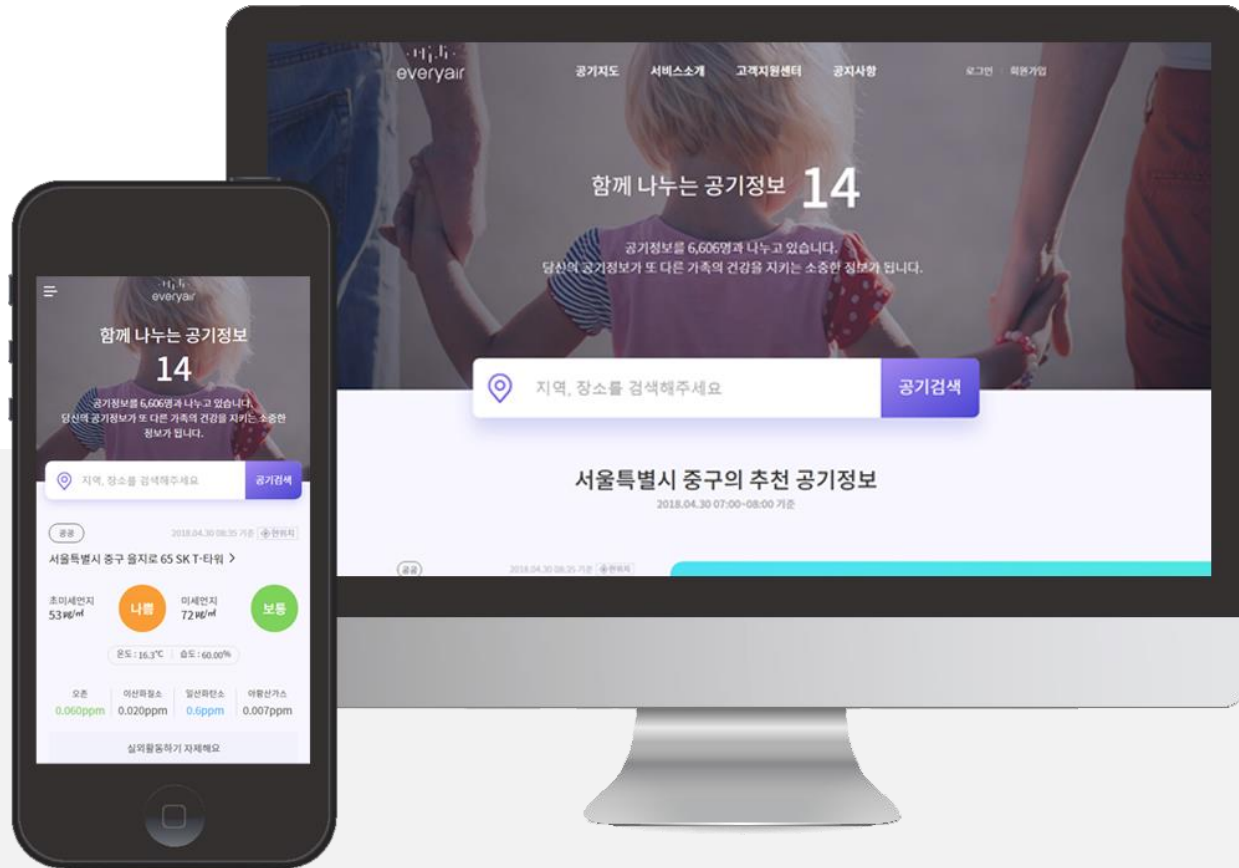 everyair
공기지도 서비스소개 고객지원센터 공지사항 로그인 회원가입
함께 나누는 공기정보 14
공기정보를 6,606명과 나누고 있습니다.
당신의 공기정보가 또 다른 가족의 건강을 지키는 소중한 정보가 됩니다.
지역, 장소를 검색해주세요 공기검색
서울특별시 중구의 추천 공기정보
2018.04.30 07:00~08:00 기준
공공 2018.04.30 08:35 기준 현위치
everyair
함께 나누는 공기정보
14
공기정보를 6,606명과 나누고 있습니다.
당신의 공기정보가 또 다른 가족의 건강을 지키는 소중한
정보가 됩니다.
지역, 장소를 검색해주세요 공기검색
공공 2018.04.30 08:35 기준 현위치
서울특별시 중구 을지로 65 SK T-타워 >
초미세먼지 나쁨 미세먼지 보통
53㎍/㎥ 72㎍/㎥
온도 : 16.3℃ 습도 : 60.00%
오존 이산화질소 일산화탄소 아황산가스
0.060ppm 0.020ppm 0.6ppm 0.007ppm
실외활동하기 자제해요